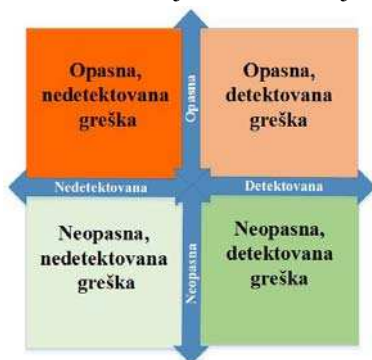 Opasna,
nedetektovana
greška
Opasna
Opasna,
detektovana
greška
Nedetektovana
Detektovana
Neopasna,
nedetektovana
greška
Neopasna
Neopasna,
detektovana
greška